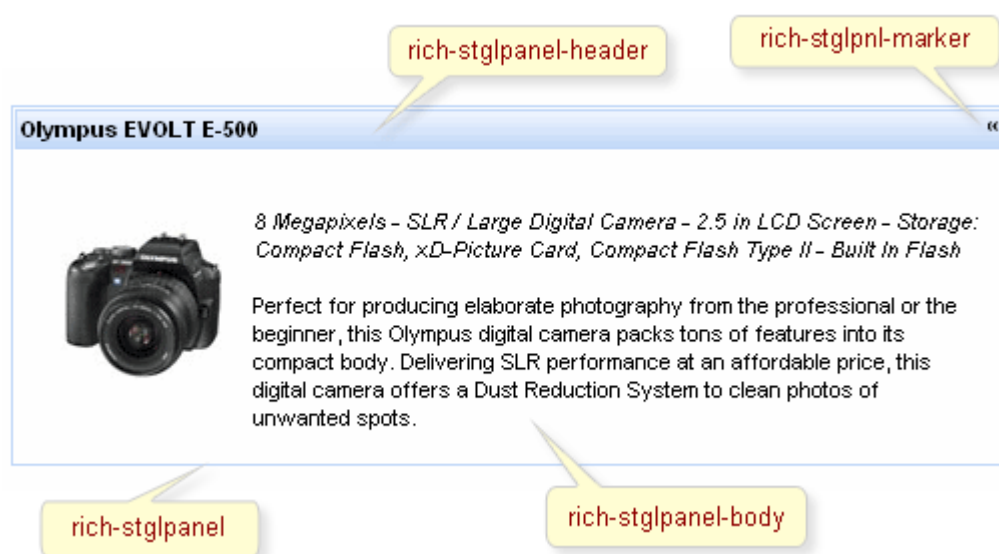 rich-stglpanel-header
rich-stglpnl-marker
Olympus EVOLT E-500 «
8 Megapixels - SLR / Large Digital Camera - 2.5 in LCD Screen - Storage:
Compact Flash, xD-Picture Card, Compact Flash Type II - Built In Flash
Perfect for producing elaborate photography from the professional or the
beginner, this Olympus digital camera packs tons of features into its
compact body. Delivering SLR performance at an affordable price, this
digital camera offers a Dust Reduction System to clean photos of
unwanted spots.
OLYMPUS
rich-stglpanel
rich-stglpanel-body